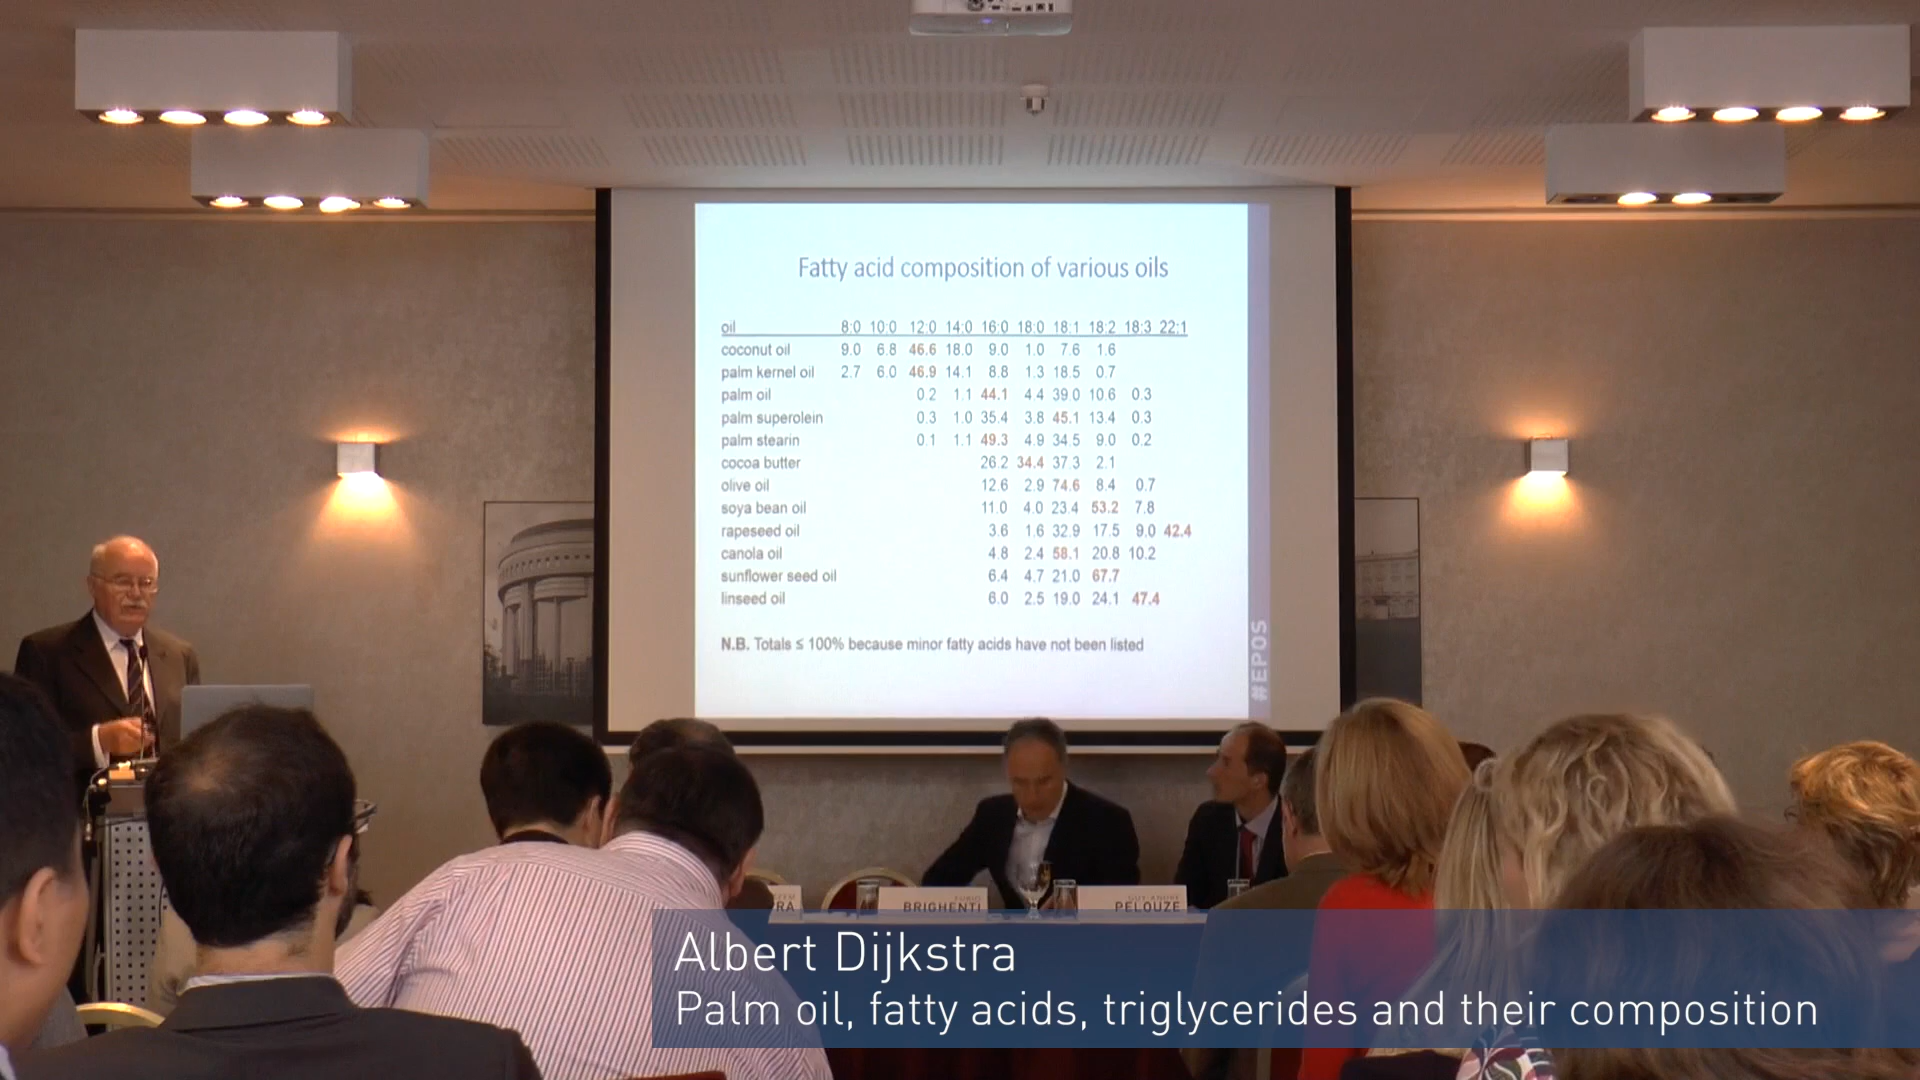 Fatty acid composition of various oils
oil 8:0 10:0 12:0 14:0 16:0 18:0 18:1 18:2 18:3 22:1
coconut oil 9.0 6.8 46.6 18.0 9.0 1.0 7.6 1.6
palm kernel oil 2.7 6.0 46.9 14.1 8.8 1.3 18.5 0.7
palm oil 0.2 1.1 44.1 4.4 39.0 10.6 0.3
palm superolein 0.3 1.0 35.4 3.8 45.1 13.4 0.3
palm stearin 0.1 1.1 49.3 4.9 34.5 9.0 0.2
cocoa butter 26.2 34.4 37.3 2.1
olive oil 12.6 2.9 74.6 8.4 0.7
soya bean oil 11.0 4.0 23.4 53.2 7.8
rapeseed oil 3.6 1.6 32.9 17.5 9.0 42.4
canola oil 4.8 2.4 58.1 20.8 10.2
sunflower seed oil 6.4 4.7 21.0 67.7
linseed oil 6.0 2.5 19.0 24.1 47.4
N.B. Totals ≤ 100% because minor fatty acids have not been listed
#EPOS
BRIGHENTI
PELOUZE
Albert Dijkstra
Palm oil, fatty acids, triglycerides and their composition